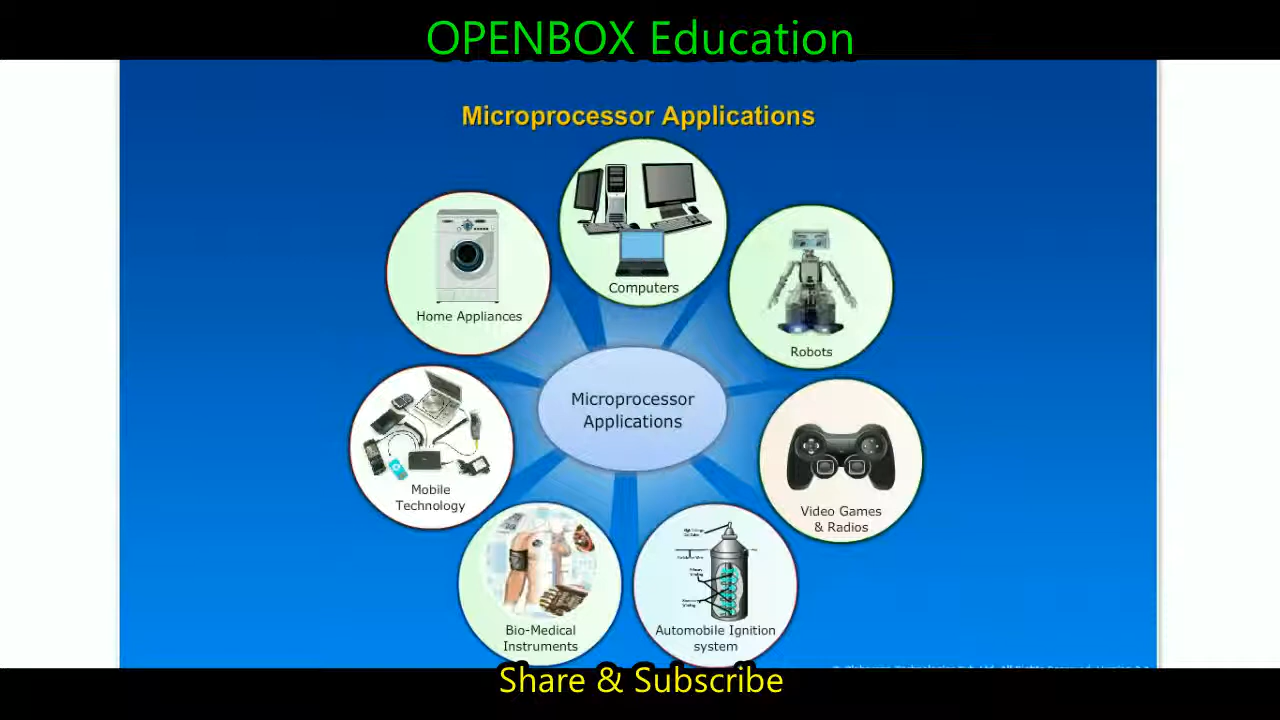 OPENBOX Education
Microprocessor Applications
Computers
Home Appliances
Robots
Microprocessor
Applications
Mobile
Technology
Video Games
& Radios
Bio-Medical
Instruments
Automobile Ignition
system
Share & Subscribe